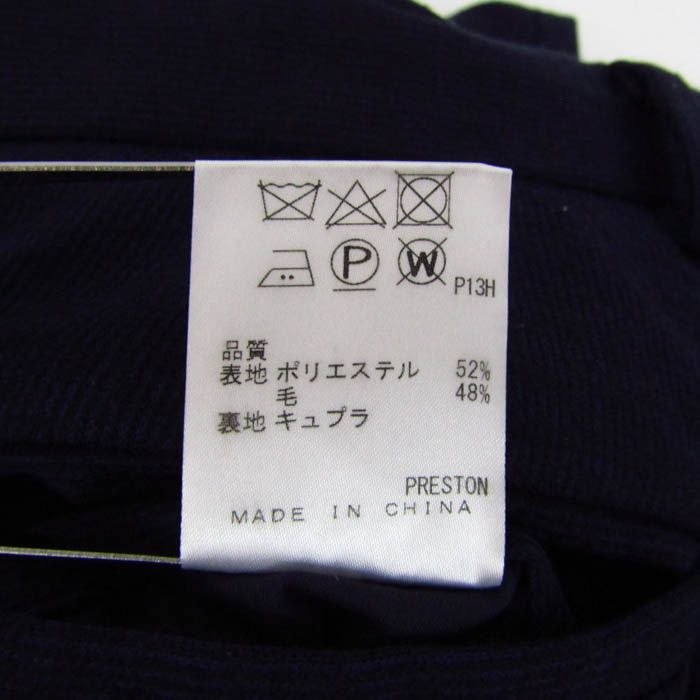 P W P13H
品質
表地 ポリエステル 52%
毛 48%
裏地 キュプラ
PRESTON
MADE IN CHINA